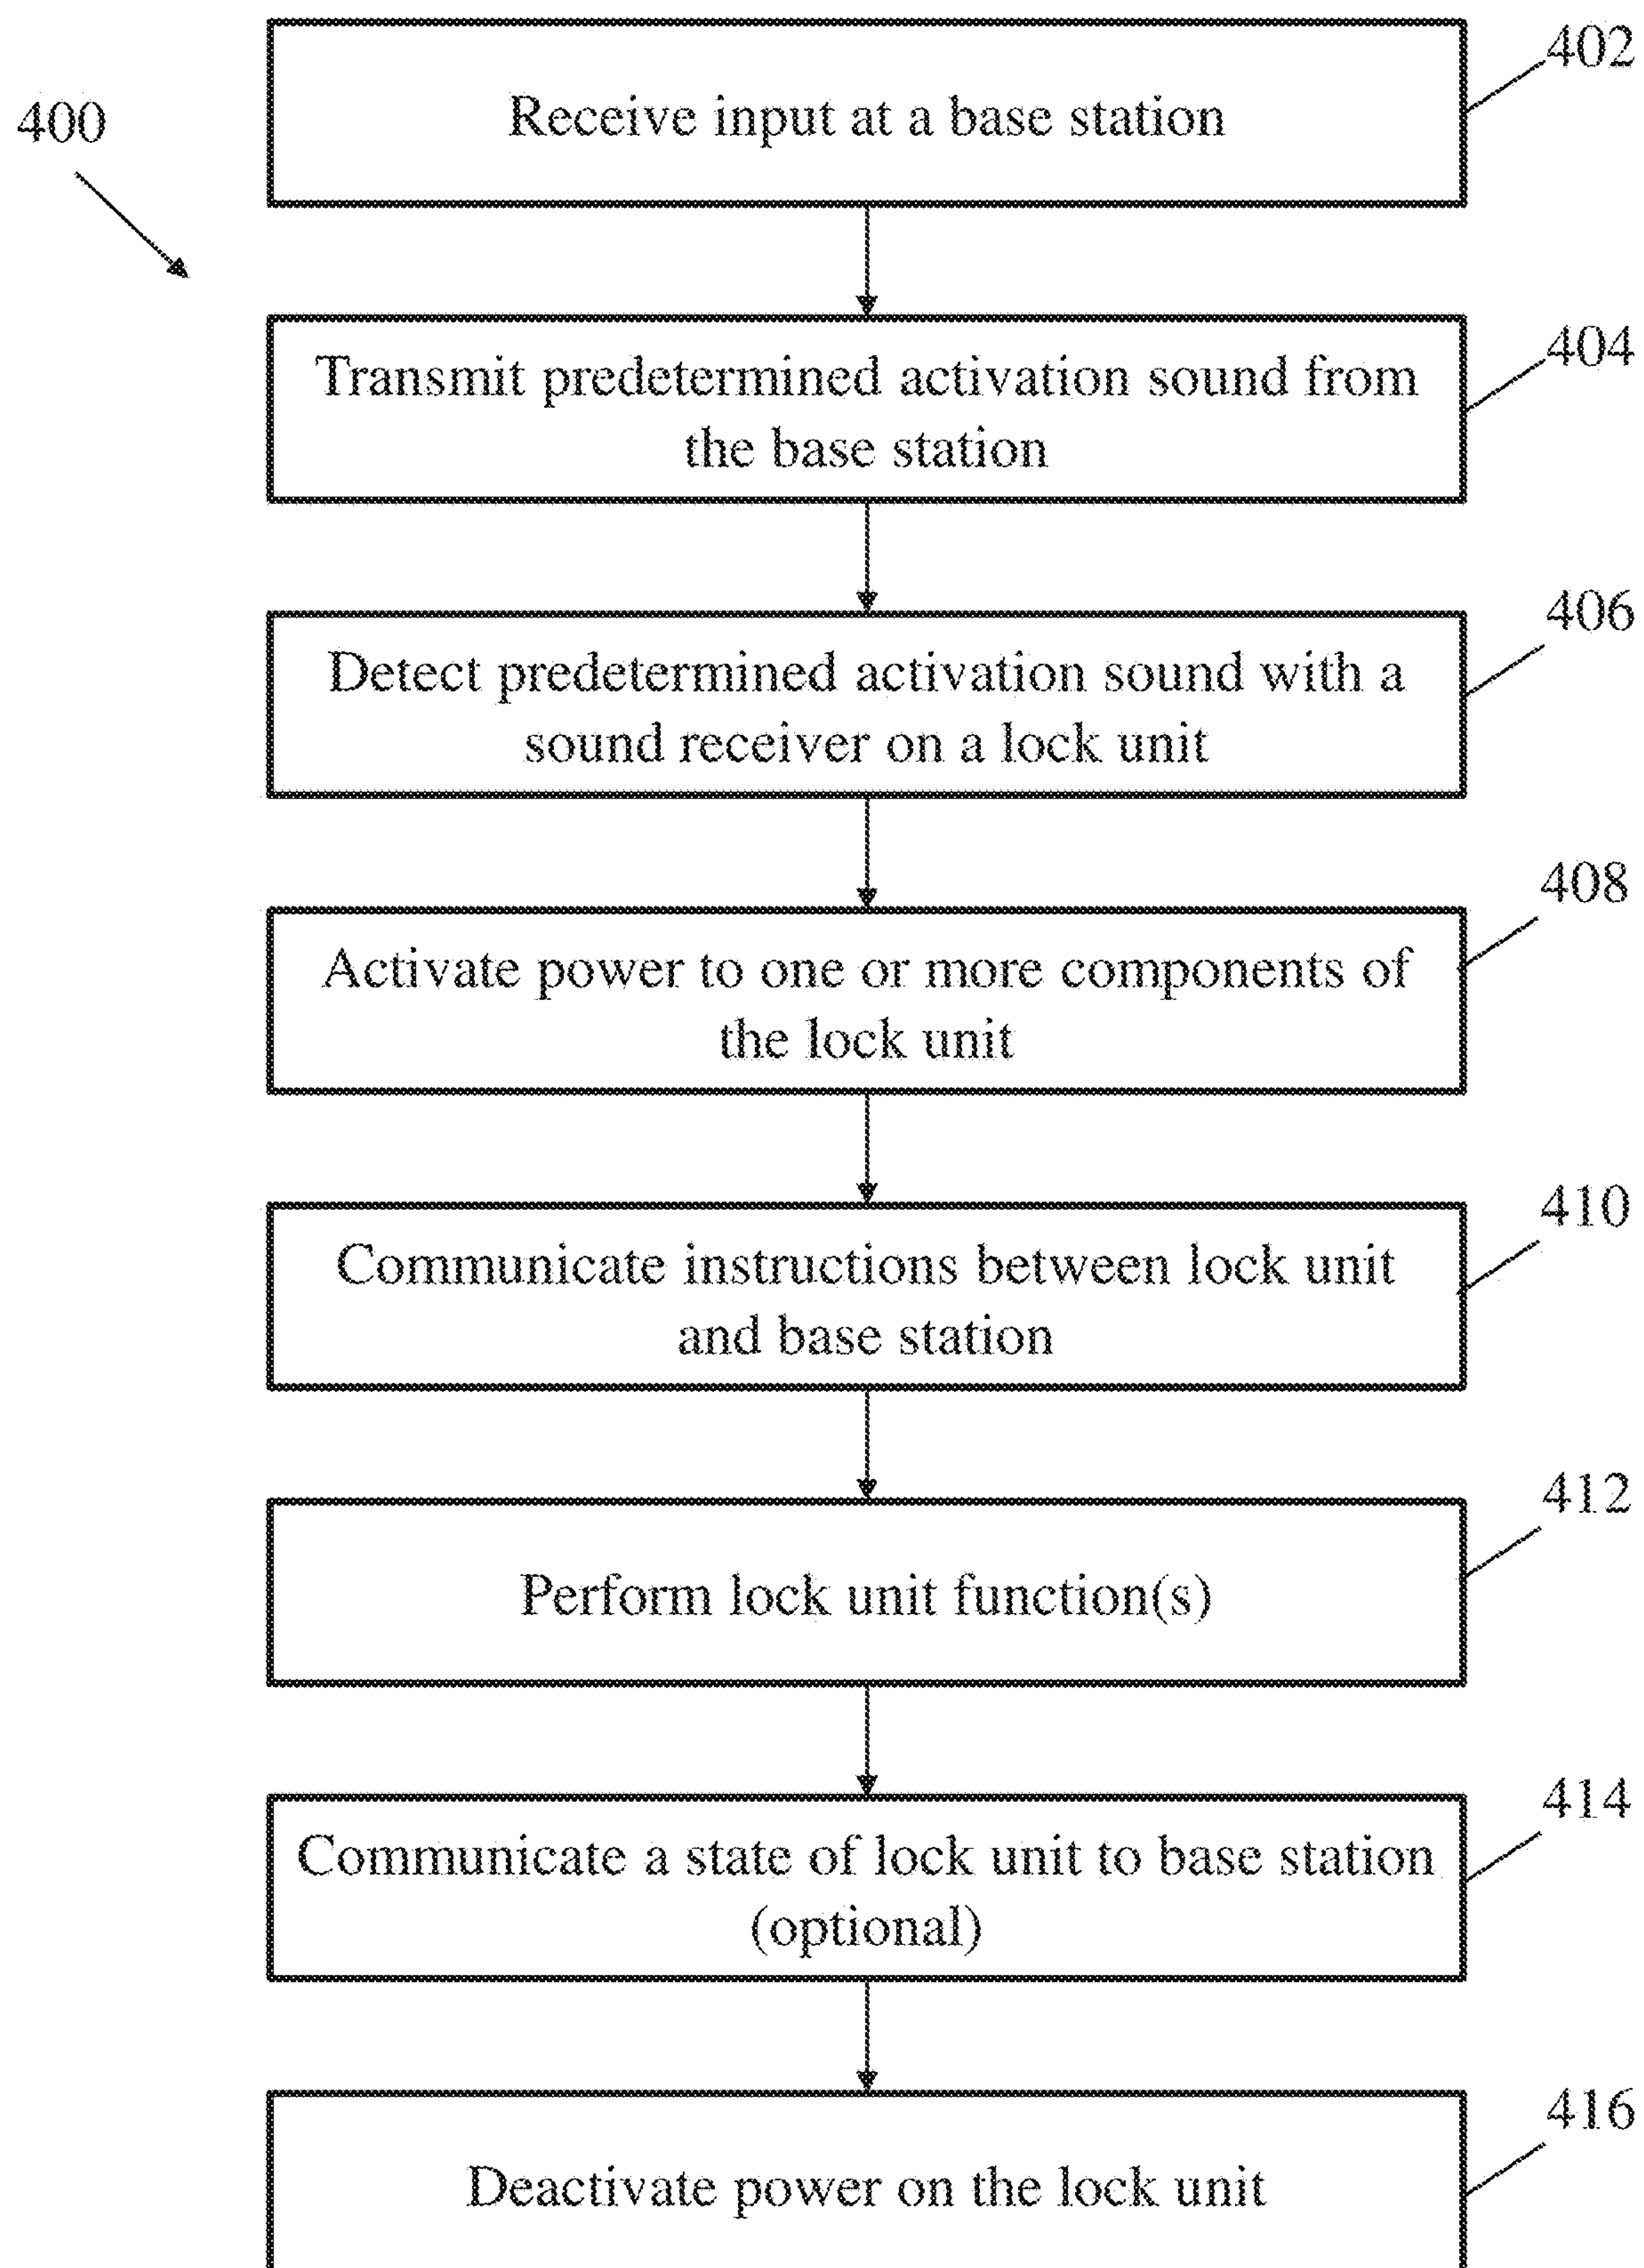 402
400
Receive input at a base station
404
Transmit predetermined activation sound from
the base station
406
Detect predetermined activation sound with a
sound receiver on a lock unit
408
Activate power to one or more components of
the lock unit
410
Communicate instructions between lock unit
and base station
412
Perform lock unit function(s)
414
Communicate a state of lock unit to base station
(optional)
416
Deactivate power on the lock unit